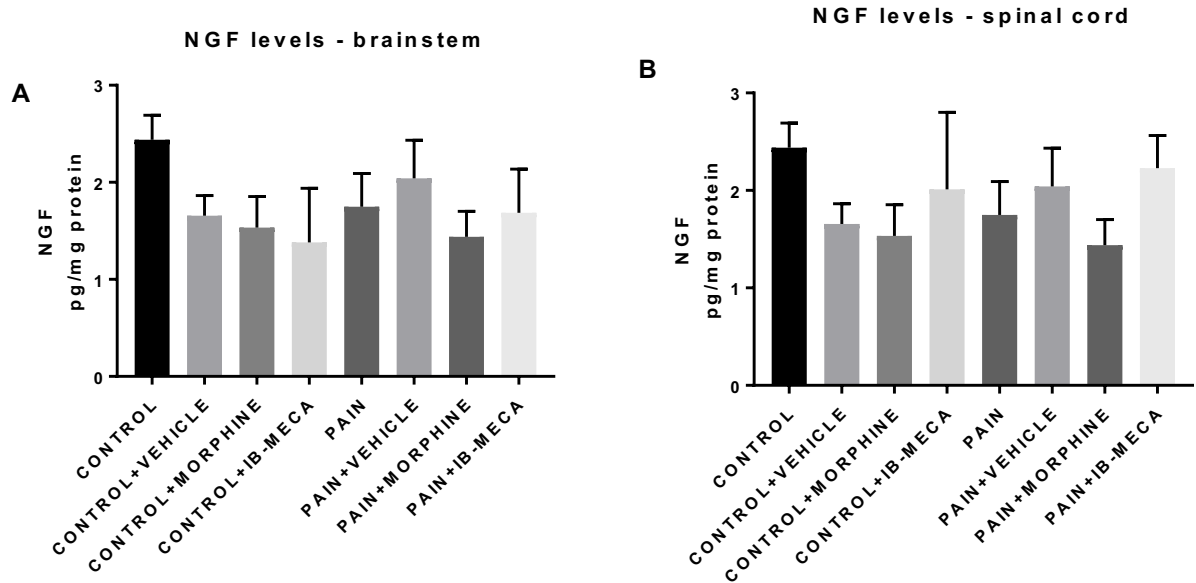 NGF levels - brainstem
A
NGF
pg/mg protein
3
2
1
0
CONTROL
CONTROL+VEHICLE
CONTROL+MORPHINE
CONTROL+IB-MECA
PAIN
PAIN+VEHICLE
PAIN+MORPHINE
PAIN+IB-MECA
NGF levels - spinal cord
B
NGF
pg/mg protein
3
2
1
0
CONTROL
CONTROL+VEHICLE
CONTROL+MORPHINE
CONTROL+IB-MECA
PAIN
PAIN+VEHICLE
PAIN+MORPHINE
PAIN+IB-MECA